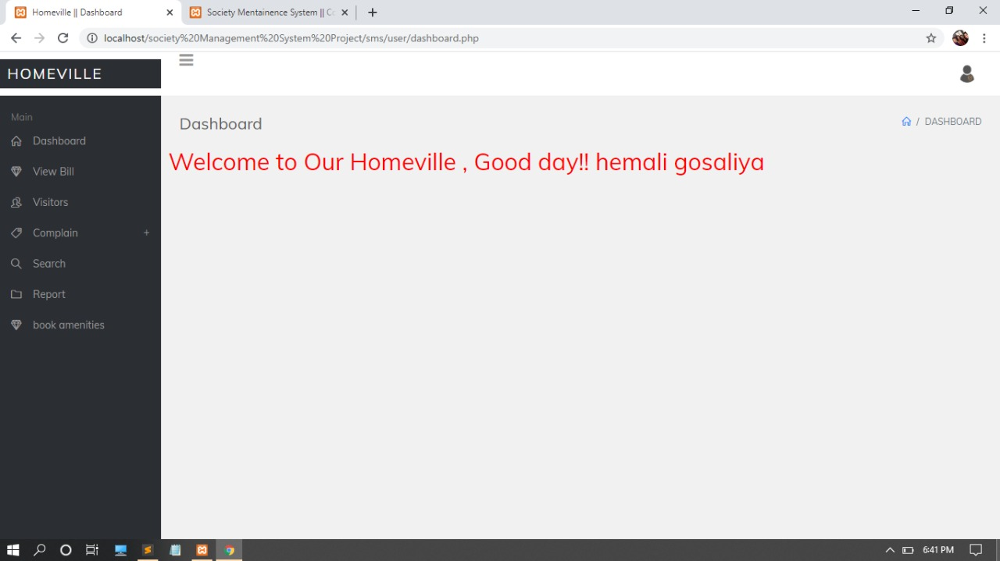 Homeville || Dashboard
Society Mentainence System || Co
localhost/society%20Management%20System%20Project/sms/user/dashboard.php
HOMEVILLE
Main
Dashboard
View Bill
Visitors
Complain +
Search
Report
book amenities
Dashboard
/ DASHBOARD
Welcome to Our Homeville , Good day!! hemali gosaliya
6:41 PM